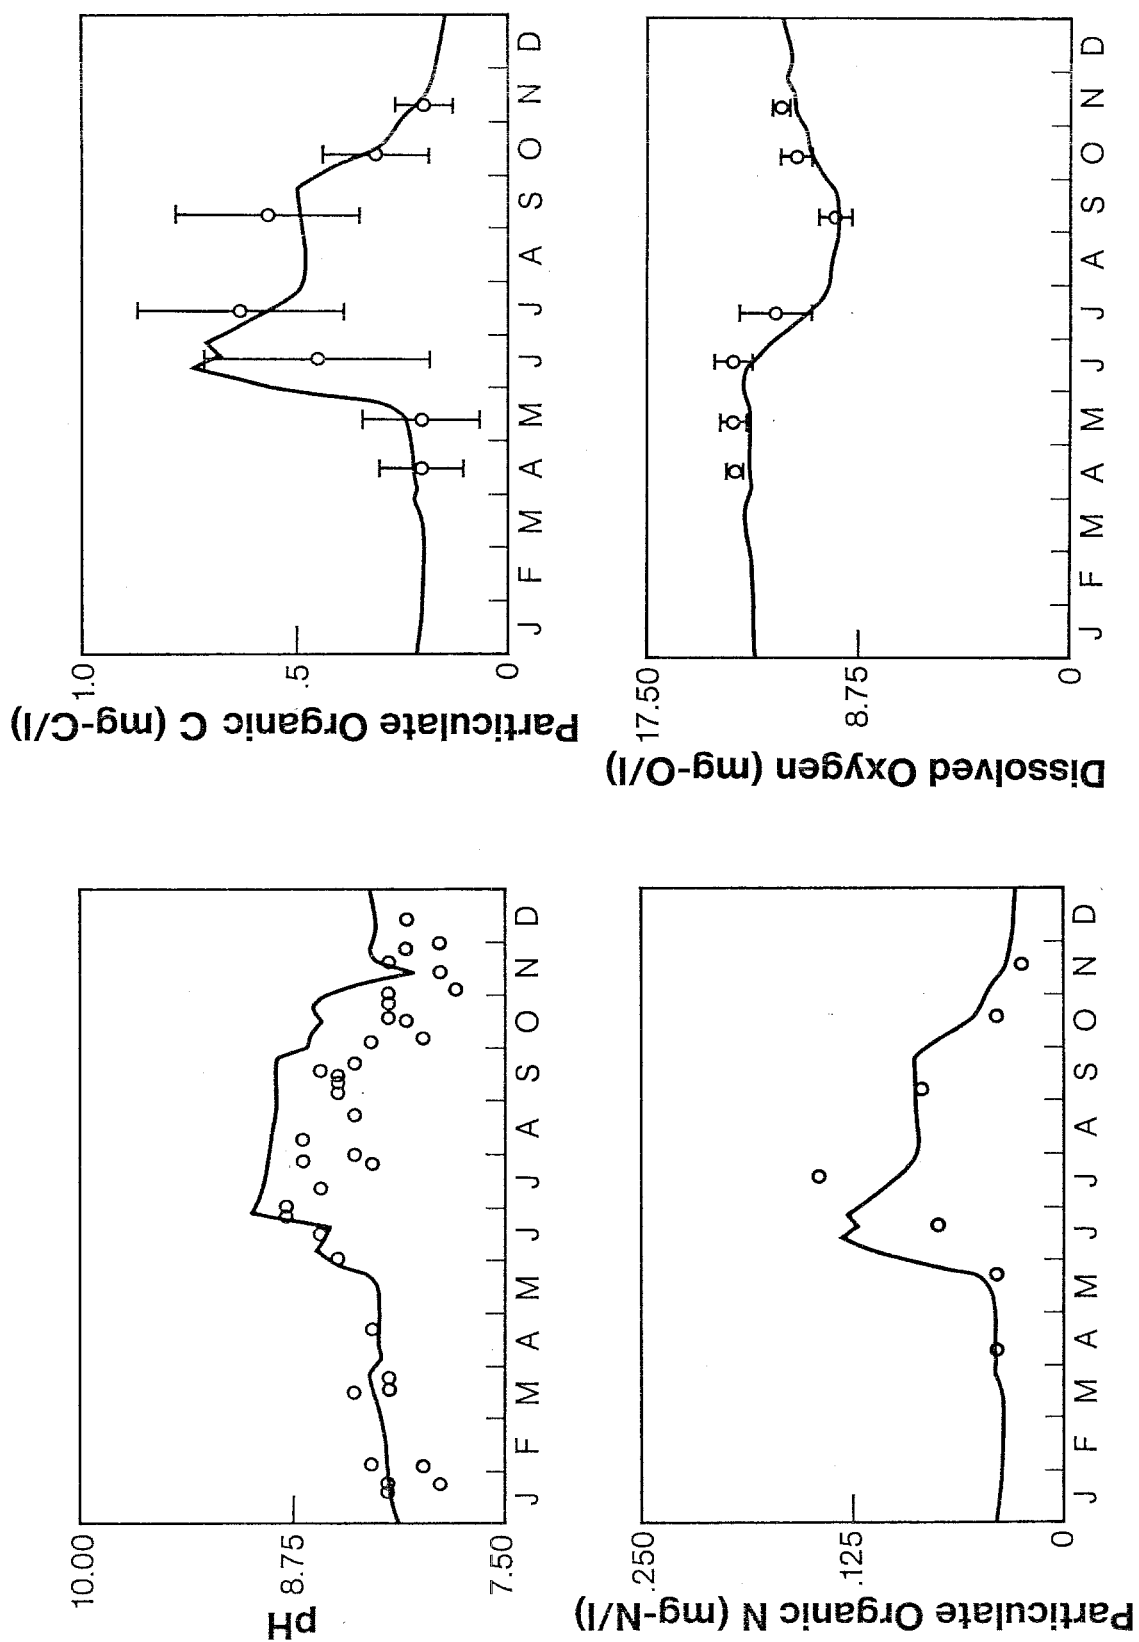 1.0
.5
0
Particulate Organic C (mg-C/l)
J F M A M J J A S O N D
17.50
8.75
0
Dissolved Oxygen (mg-O/l)
J F M A M J J A S O N D
10.00
8.75
7.50
pH
J F M A M J J A S O N D
.250
.125
0
Particulate Organic N (mg-N/l)
J F M A M J J A S O N D